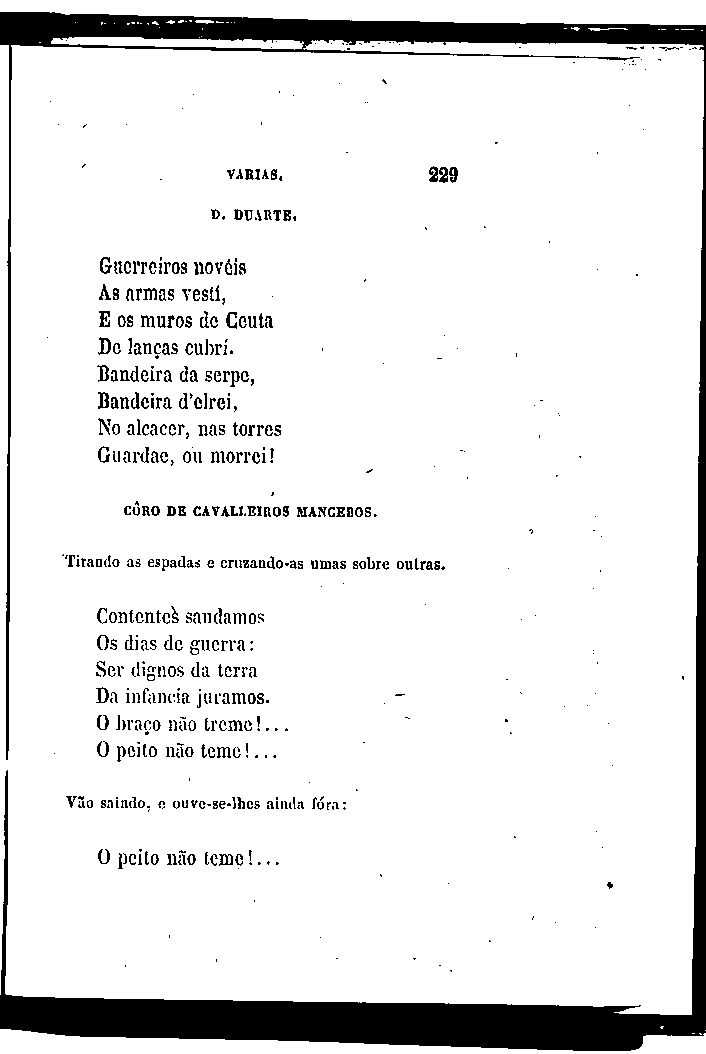 VARIAS. 229
D. DUARTE.
Guerreiros novéis
As armas vestí,
E os muros de Ceuta
De lanças cubrí.
Bandeira da serpe,
Bandeira d'elrei,
No alcacer, nas torres
Guardae, ou morrei!
CÔRO DE CAVALLEIROS MANCEBOS.
Tirando as espadas e cruzando-as umas sobre outras.
Contentes saudamos
Os dias de guerra:
Ser dignos da terra
Da infancia juramos.
O braço não treme!...
O peito não teme!...
Vão saindo, e ouve-se-lhes ainda fóra:
O peito não teme!...